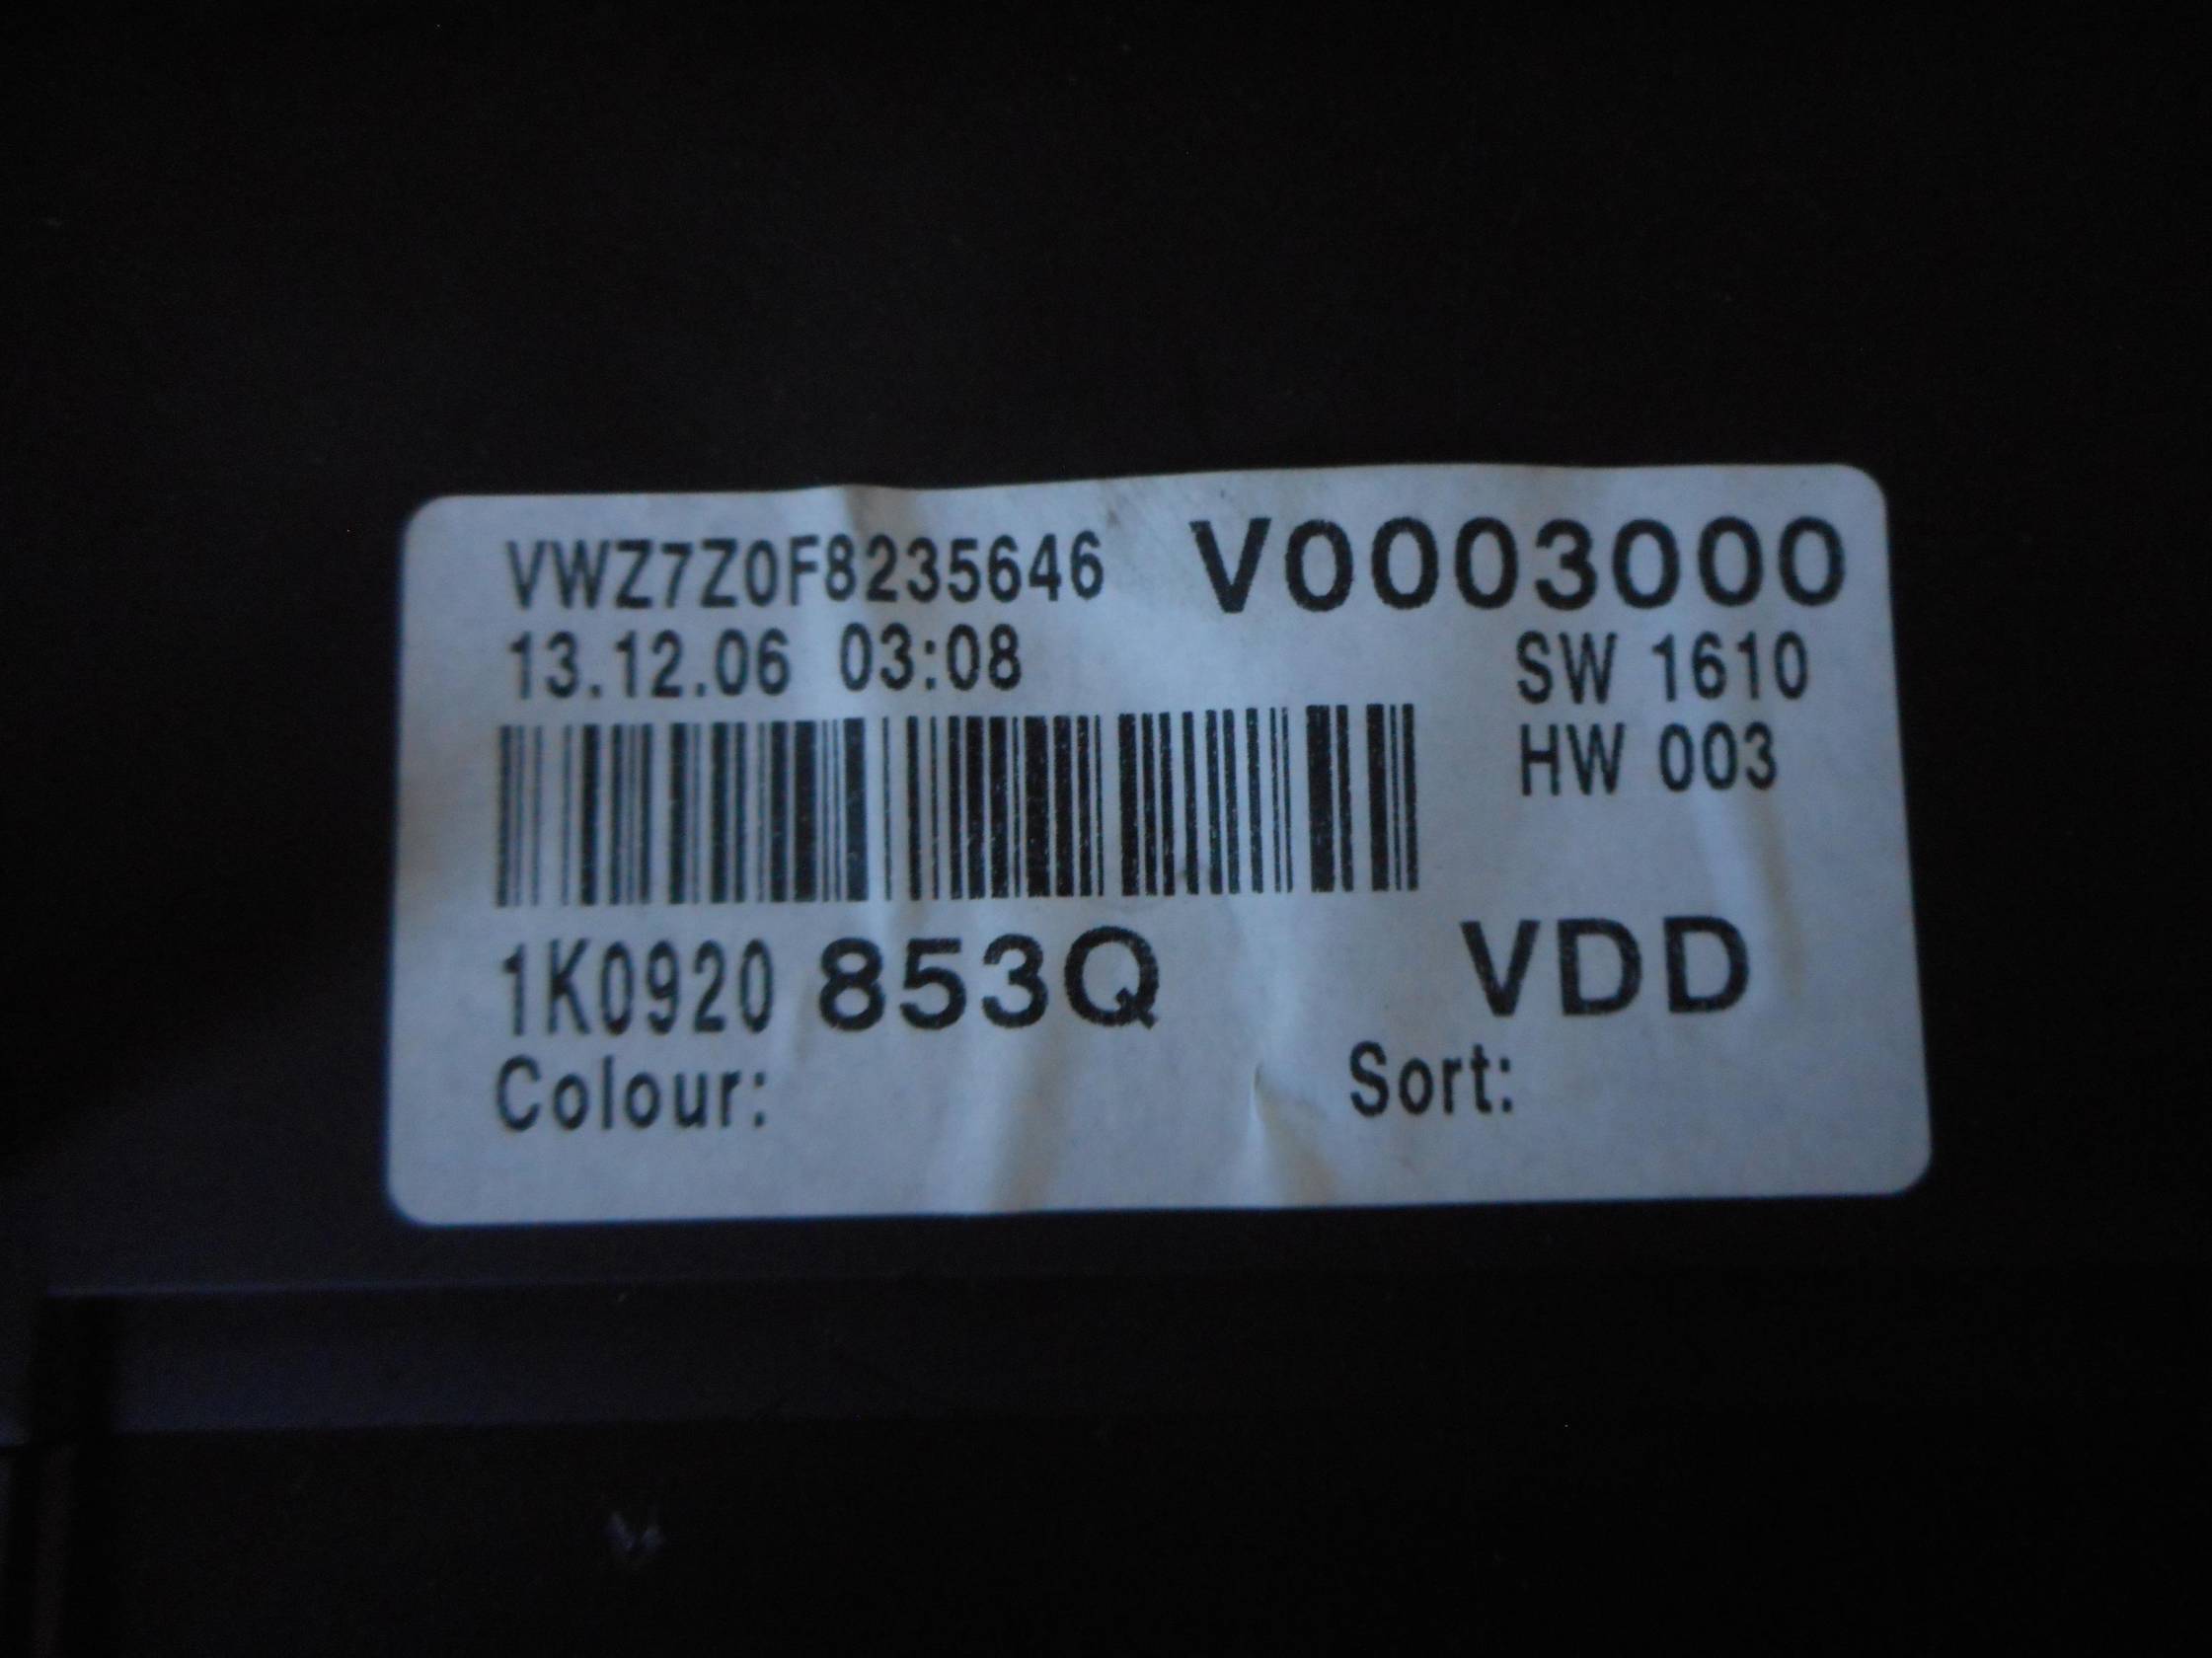 VWZ7Z0F8235646 V0003000
13.12.06 03:08 SW 1610
HW 003
1K0920 853Q VDD
Colour: Sort: